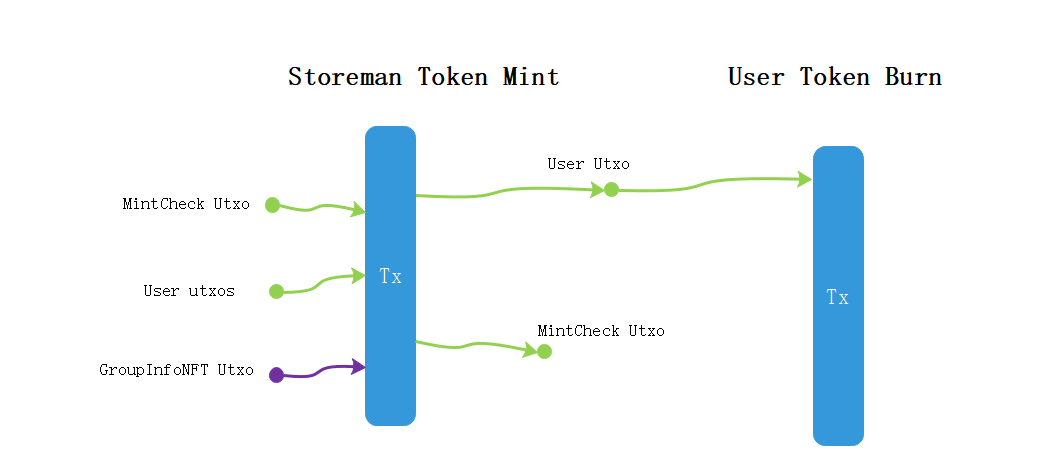 Storeman Token Mint
User Token Burn
User Utxo
MintCheck Utxo
Tx
User utxos
Tx
MintCheck Utxo
GroupInfoNFT Utxo